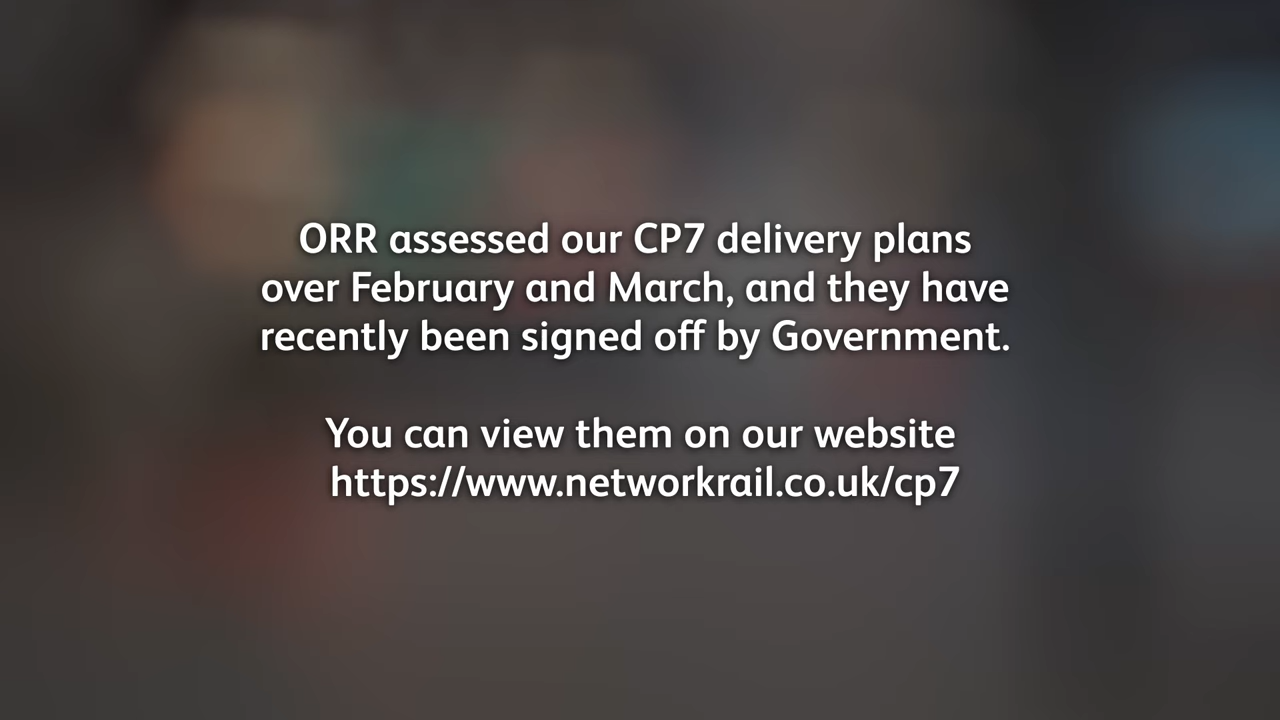 ORR assessed our CP7 delivery plans
over February and March, and they have
recently been signed off by Government.
You can view them on our website
https://www.networkrail.co.uk/cp7